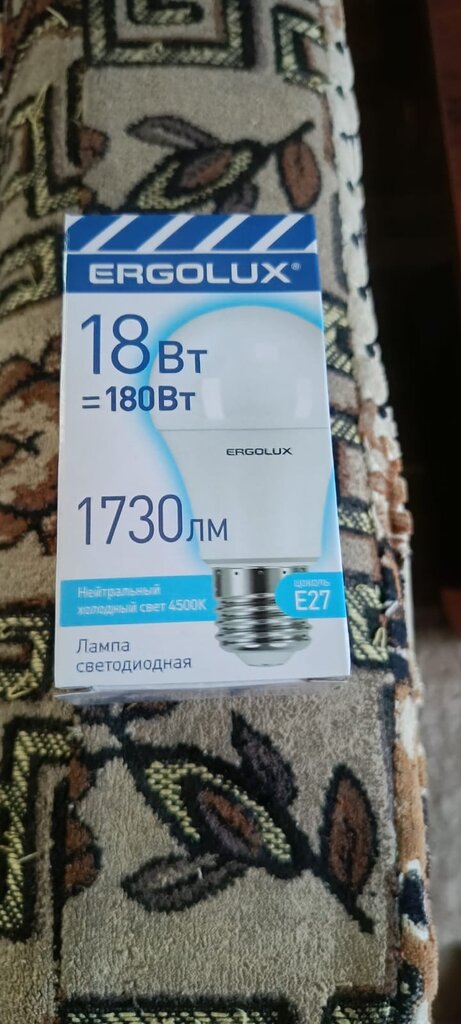 ERGOLUX®
18Вт
=180Вт
ERGOLUX
1730лм
Нейтральный
холодный свет 4500К
цоколь
E27
Лампа
светодиодная